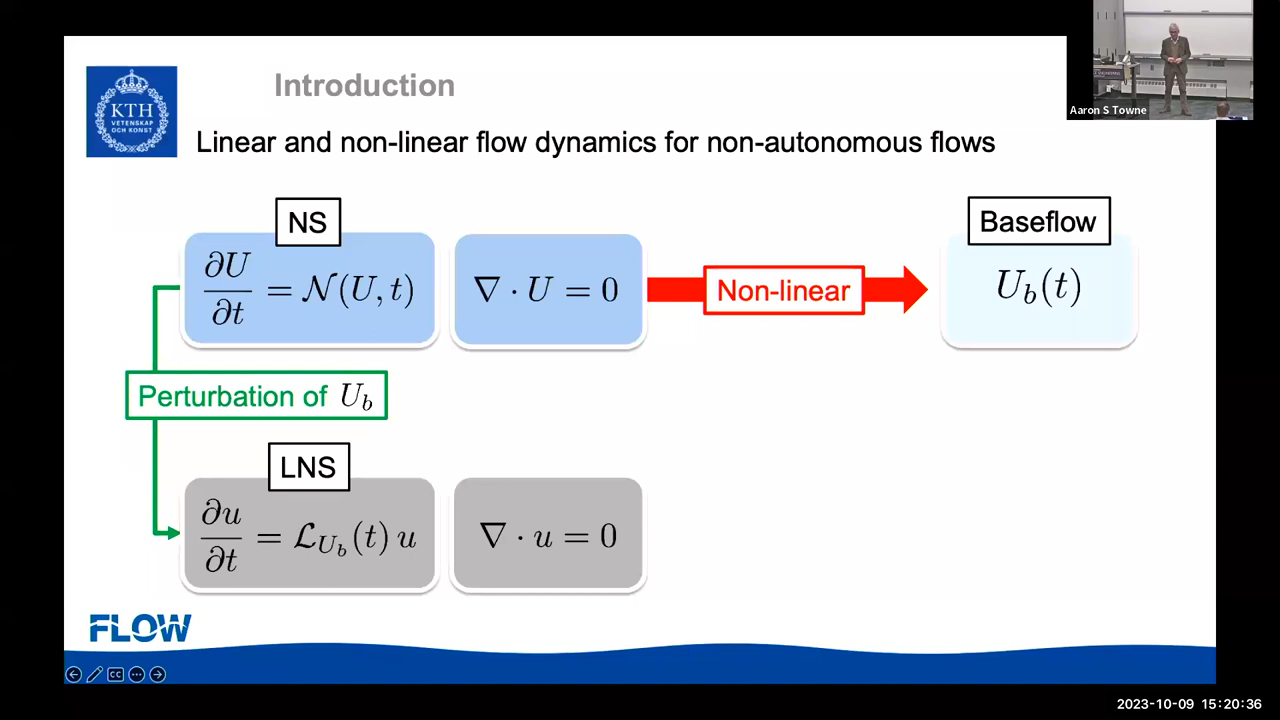 Introduction
KTH
VETENSKAP
OCH KONST
Aaron S Towne
Linear and non-linear flow dynamics for non-autonomous flows
NS
∂U/∂t = 𝒩(U, t)
∇ · U = 0
Non-linear
Baseflow
U_b(t)
Perturbation of U_b
LNS
∂u/∂t = ℒ_{U_b}(t) u
∇ · u = 0
FLOW
CC
2023-10-09 15:20:36